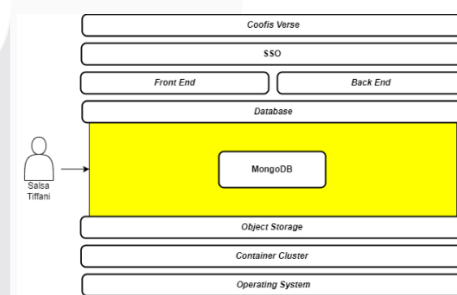 Coofis Verse
SSO
Front End
Back End
Database
MongoDB
Salsa
Tiffani
Object Storage
Container Cluster
Operating System